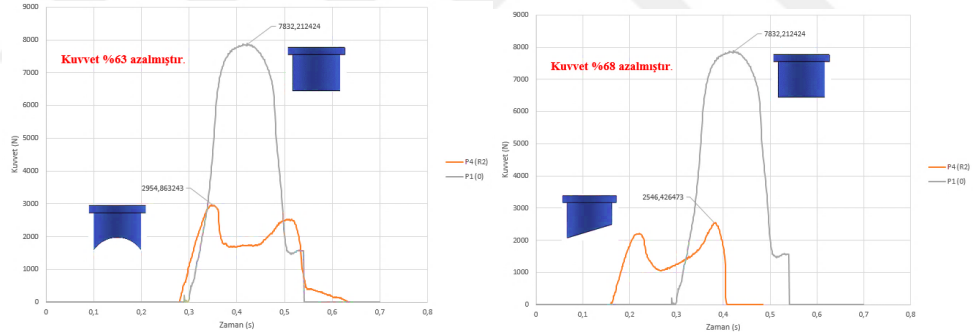 9000
8000
7000
6000
5000
4000
3000
2000
1000
0
Kuvvet (N)
7832,212424
Kuvvet %63 azalmıştır.
2954,863243
P4 (R2)
P1 (0)
0 0,1 0,2 0,3 0,4 0,5 0,6 0,7 0,8
Zaman (s)
9000
8000
7000
6000
5000
4000
3000
2000
1000
0
Kuvvet (N)
7832,212424
Kuvvet %68 azalmıştır.
2546,426473
P4 (R2)
P1 (0)
0 0,1 0,2 0,3 0,4 0,5 0,6 0,7 0,8
Zaman (s)